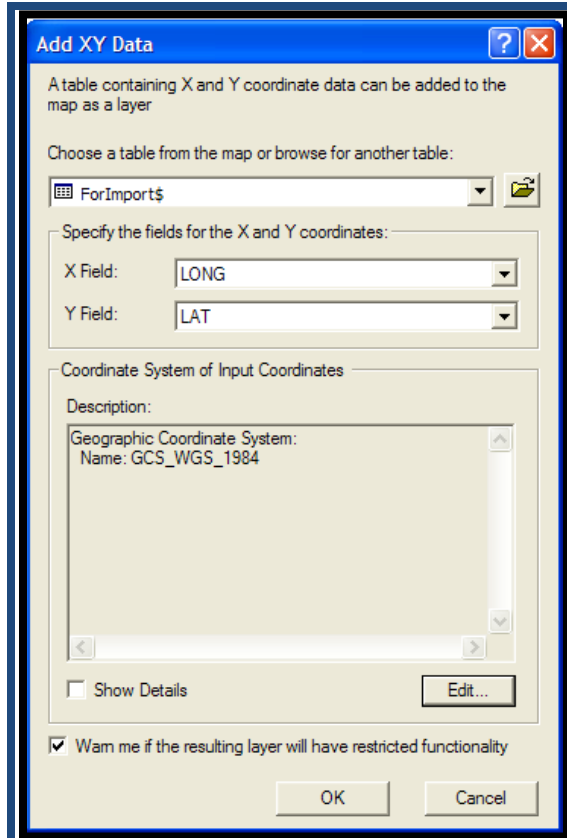 Add XY Data
A table containing X and Y coordinate data can be added to the
map as a layer
Choose a table from the map or browse for another table:
ForImport$
Specify the fields for the X and Y coordinates:
X Field:
LONG
Y Field:
LAT
Coordinate System of Input Coordinates
Description:
Geographic Coordinate System:
Name: GCS_WGS_1984
Show Details
Edit...
Warn me if the resulting layer will have restricted functionality
OK
Cancel